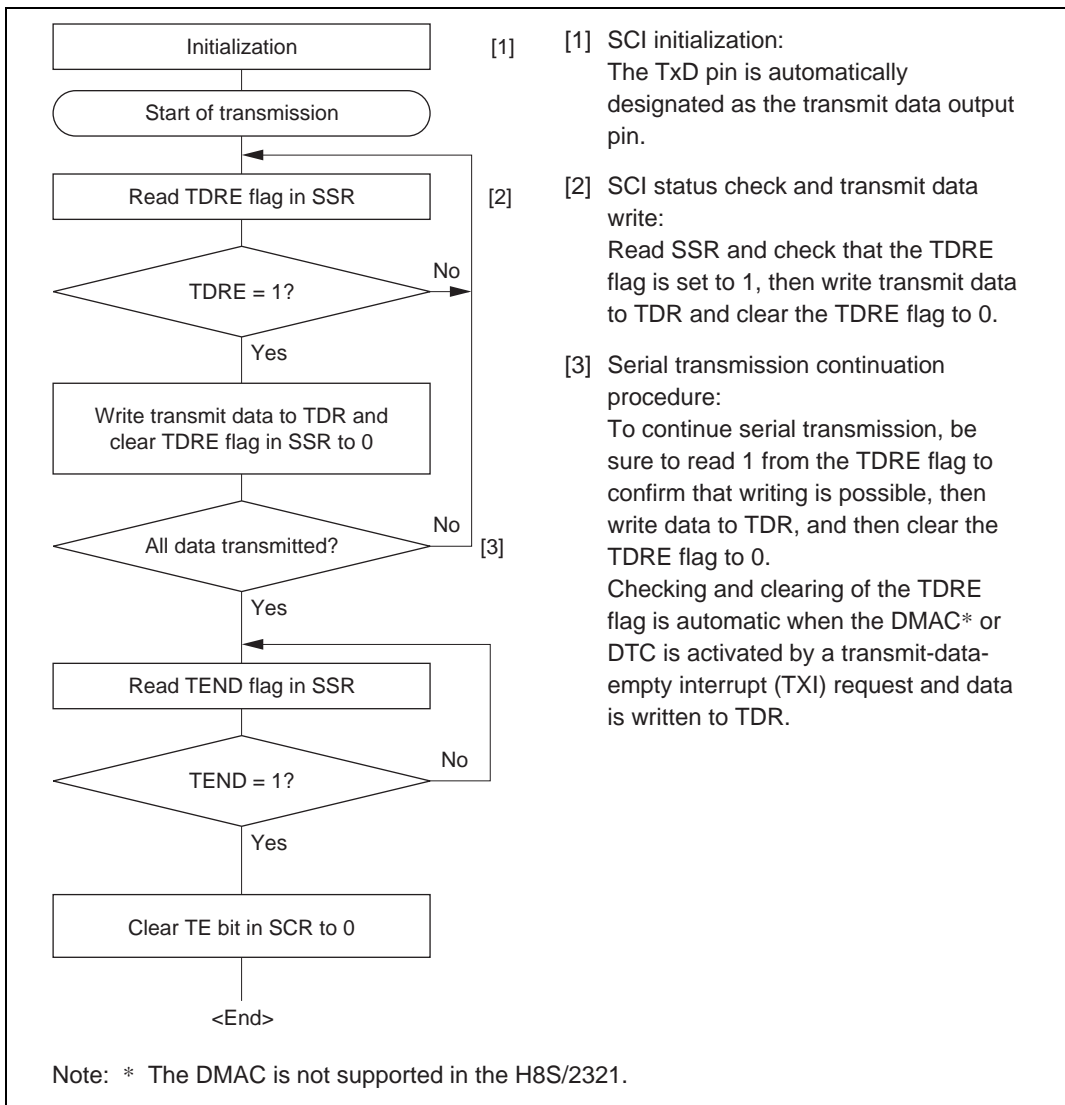 Initialization
[1]
Start of transmission
Read TDRE flag in SSR
[2]
No
TDRE = 1?
Yes
Write transmit data to TDR and
clear TDRE flag in SSR to 0
No
All data transmitted?
[3]
Yes
Read TEND flag in SSR
No
TEND = 1?
Yes
Clear TE bit in SCR to 0
<End>
[1] SCI initialization:
The TxD pin is automatically
designated as the transmit data output
pin.
[2] SCI status check and transmit data
write:
Read SSR and check that the TDRE
flag is set to 1, then write transmit data
to TDR and clear the TDRE flag to 0.
[3] Serial transmission continuation
procedure:
To continue serial transmission, be
sure to read 1 from the TDRE flag to
confirm that writing is possible, then
write data to TDR, and then clear the
TDRE flag to 0.
Checking and clearing of the TDRE
flag is automatic when the DMAC* or
DTC is activated by a transmit-data-
empty interrupt (TXI) request and data
is written to TDR.
Note: * The DMAC is not supported in the H8S/2321.